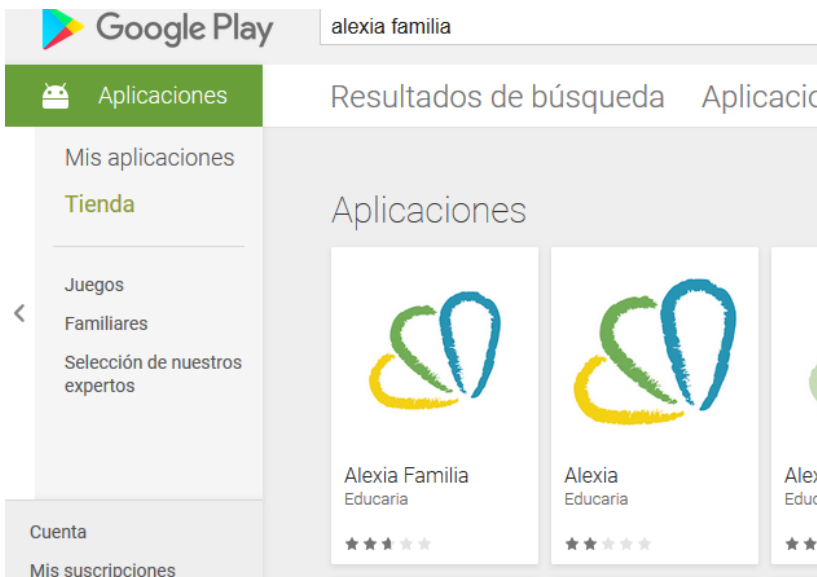 Google Play
alexia familia
Aplicaciones
Resultados de búsqueda
Mis aplicaciones
Tienda
Aplicaciones
Juegos
Familiares
Selección de nuestros
expertos
Alexia Familia
Educaria
Alexia
Educaria
Cuenta
Mis suscripciones